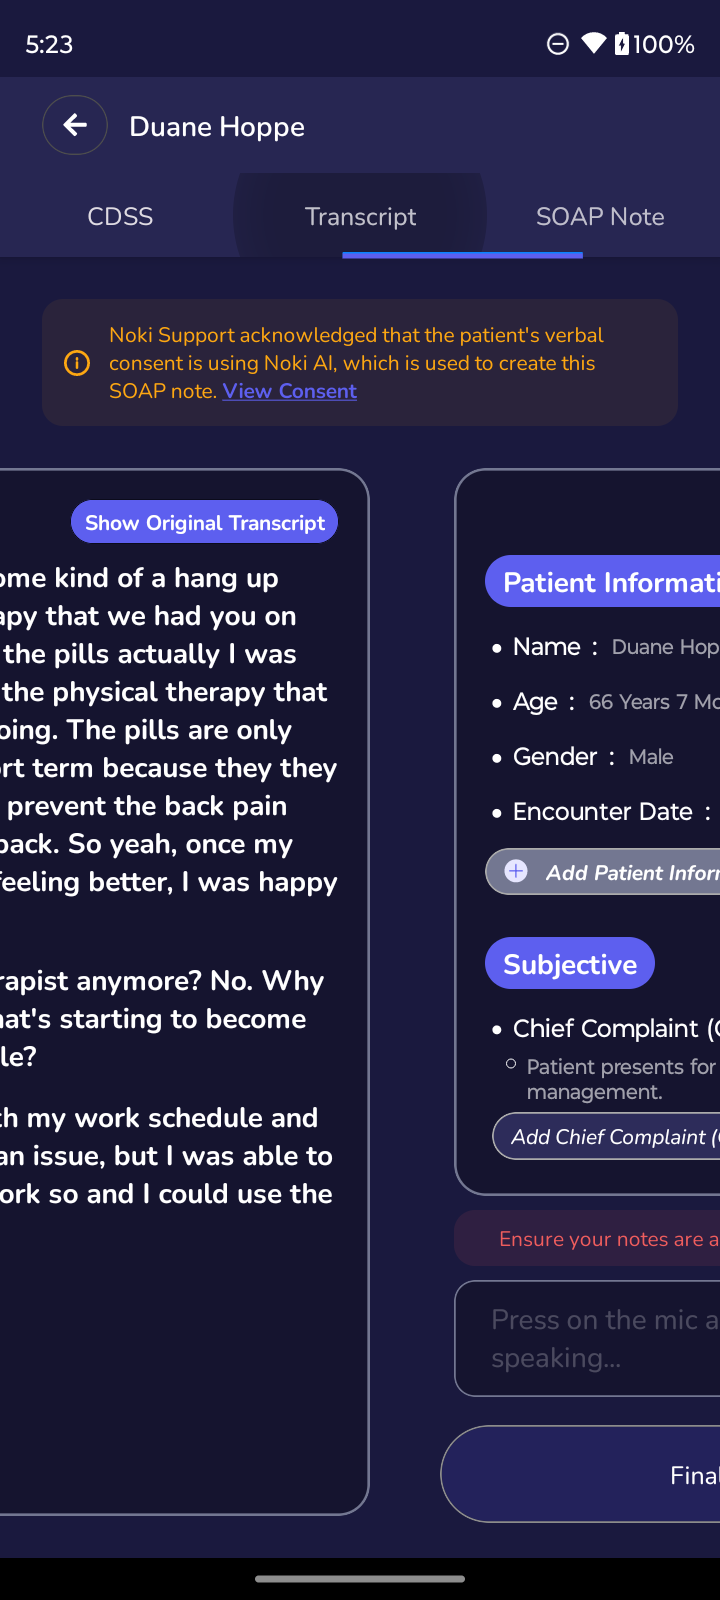 5:23
100%
Duane Hoppe
CDSS
Transcript
SOAP Note
Noki Support acknowledged that the patient's verbal
consent is using Noki AI, which is used to create this
SOAP note. View Consent
Show Original Transcript
ome kind of a hang up
apy that we had you on
the pills actually I was
the physical therapy that
oing. The pills are only
ort term because they they
prevent the back pain
back. So yeah, once my
feeling better, I was happy
rapist anymore? No. Why
hat's starting to become
le?
th my work schedule and
an issue, but I was able to
ork so and I could use the
Patient Informati
• Name : Duane Hop
• Age : 66 Years 7 Mo
• Gender : Male
• Encounter Date :
Add Patient Infor
Subjective
• Chief Complaint (C
Patient presents for
management.
Add Chief Complaint (C
Ensure your notes are a
Press on the mic a
speaking...
Final